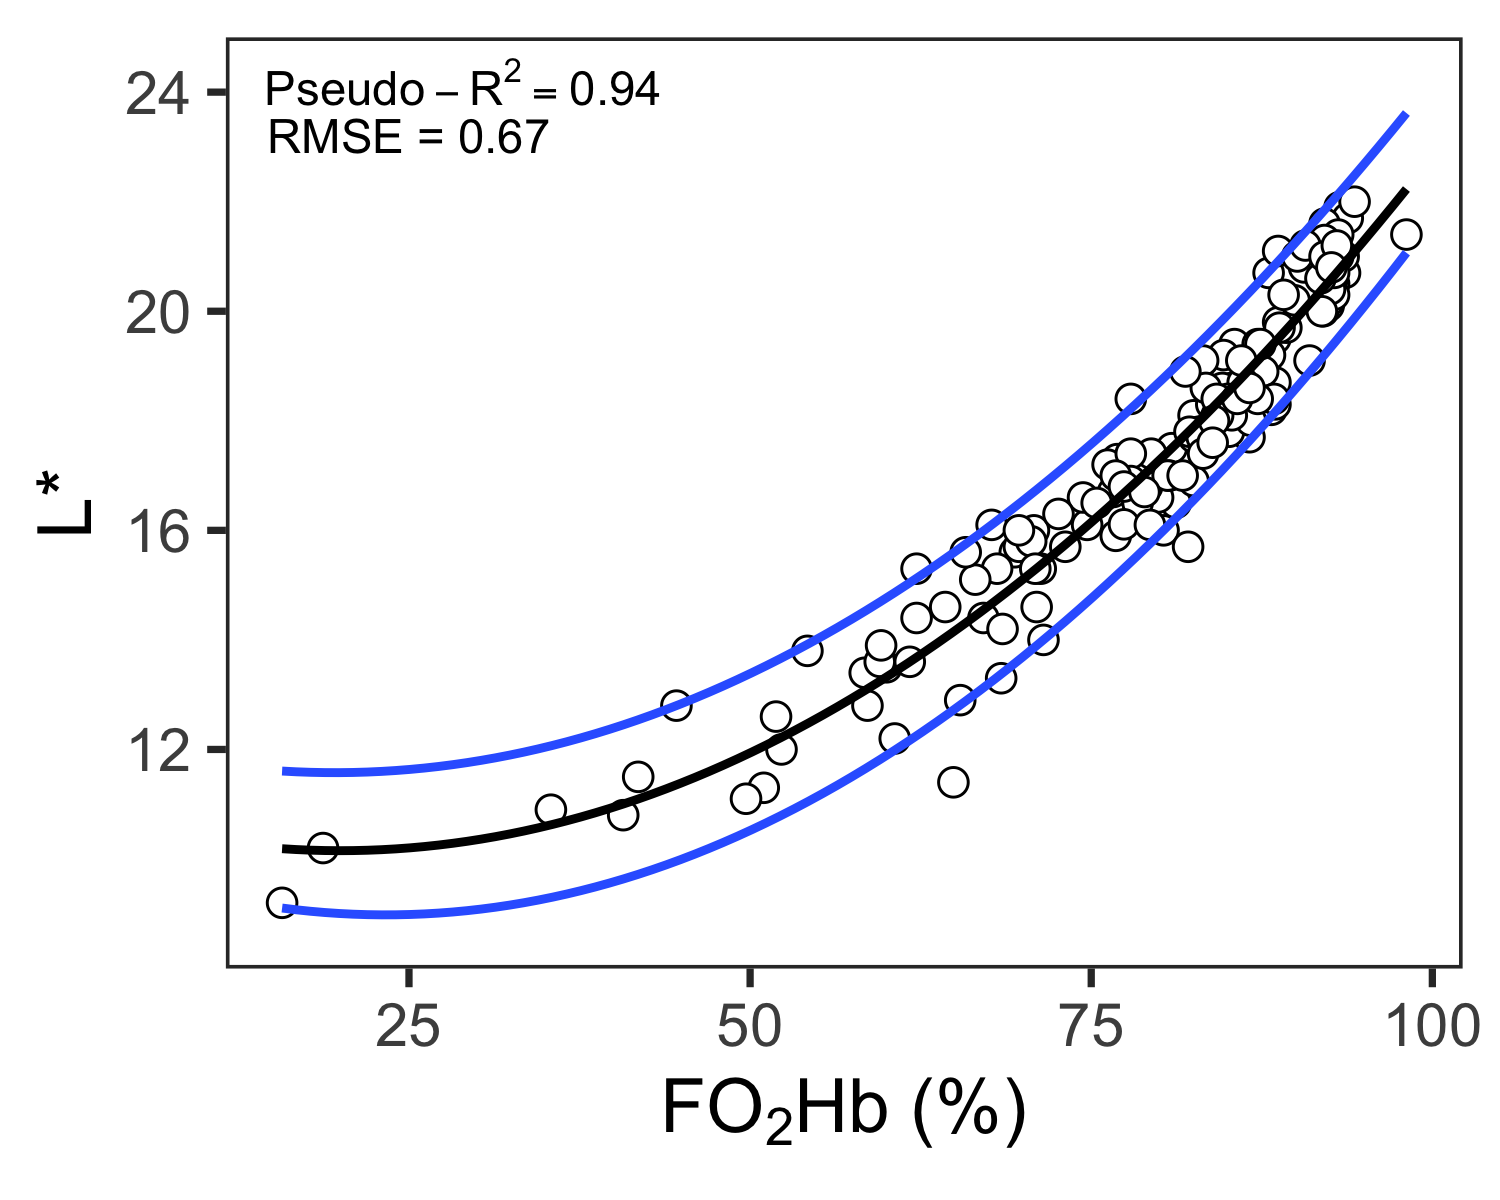 Pseudo – R² = 0.94
RMSE = 0.67
24
20
16
12
L*
25 50 75 100
FO₂Hb (%)